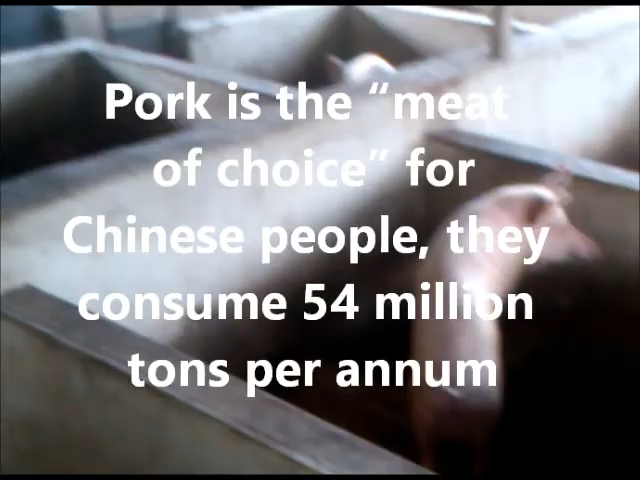 Pork is the “meat
of choice” for
Chinese people, they
consume 54 million
tons per annum